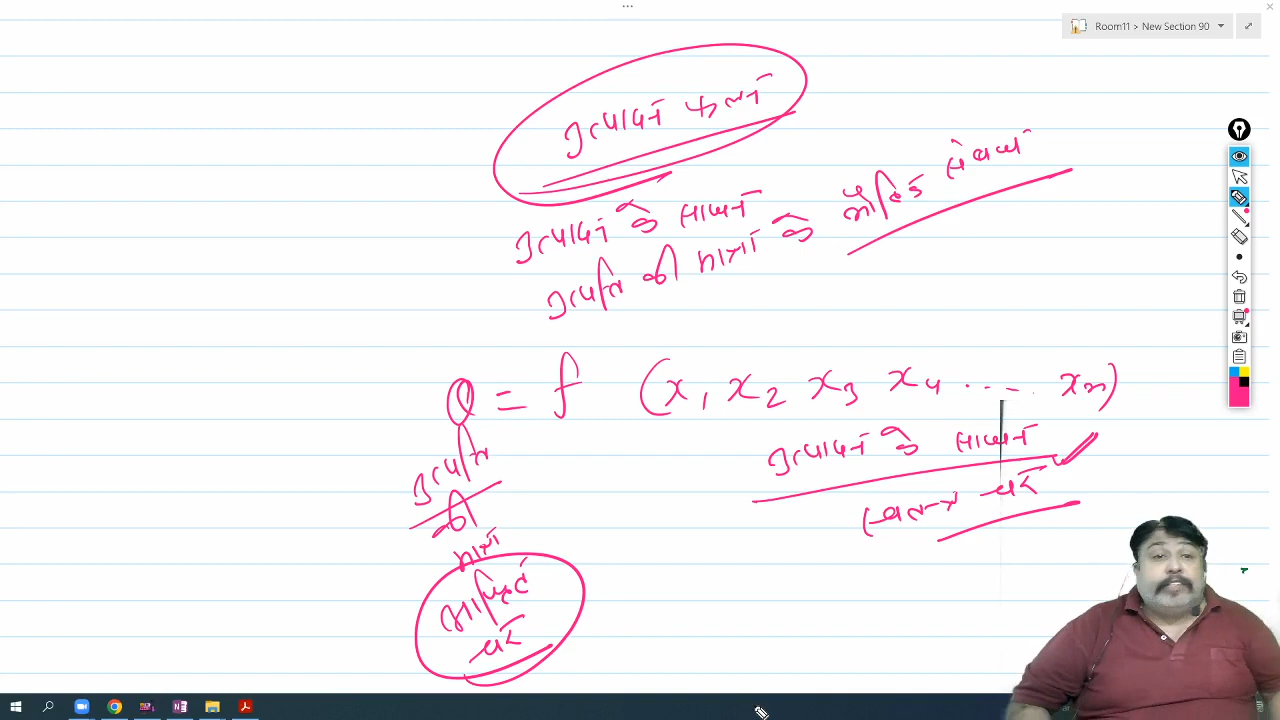 Room11 > New Section 90
उत्पादन फलन
उत्पादन के साधन
उत्पत्ति की मात्रा के भौतिक संबंध
Q = f (x1 x2 x3 x4 ..... xn)
उत्पत्ति की मात्रा
उत्पादन के साधन
स्वतन्त्र चर
आश्रित चर